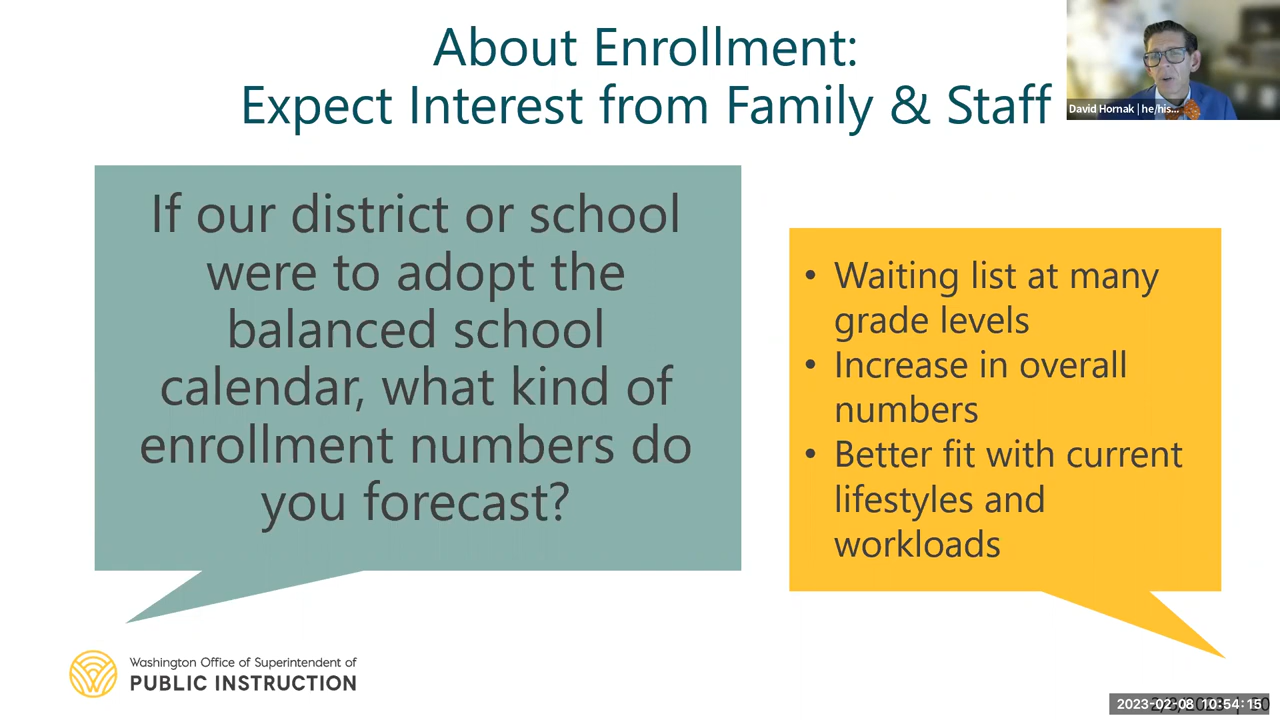 About Enrollment:
Expect Interest from Family & Staff
David Hornak | he/his...
If our district or school
were to adopt the
balanced school
calendar, what kind of
enrollment numbers do
you forecast?
• Waiting list at many
grade levels
• Increase in overall
numbers
• Better fit with current
lifestyles and
workloads
Washington Office of Superintendent of
PUBLIC INSTRUCTION
2023-02-08 10:54:15